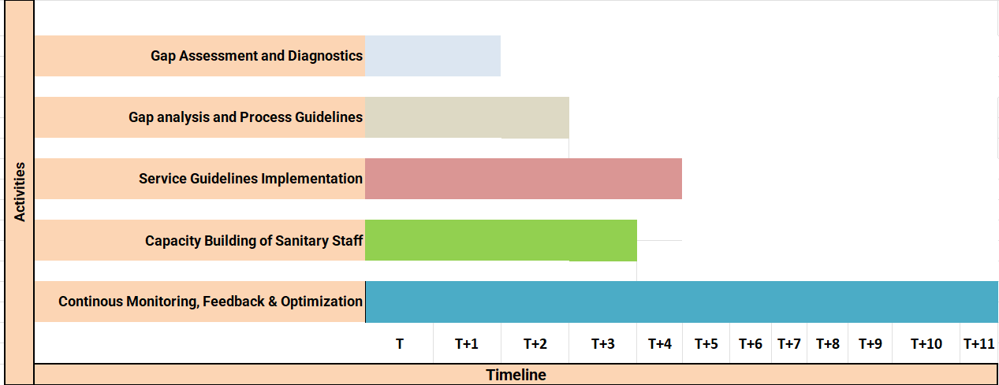 Activities
Gap Assessment and Diagnostics
Gap analysis and Process Guidelines
Service Guidelines Implementation
Capacity Building of Sanitary Staff
Continous Monitoring, Feedback & Optimization
T T+1 T+2 T+3 T+4 T+5 T+6 T+7 T+8 T+9 T+10 T+11
Timeline